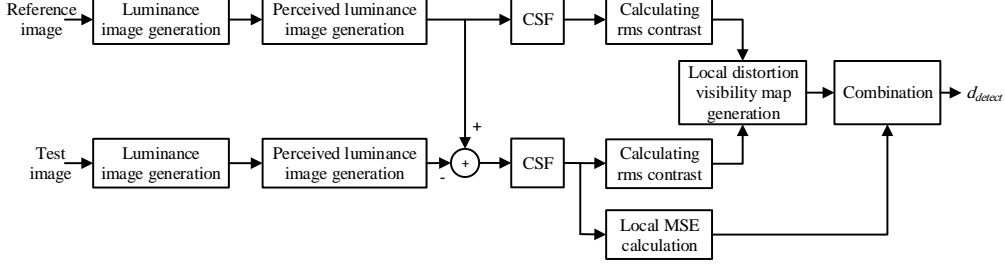 Reference
image
Luminance
image generation
Perceived luminance
image generation
CSF
Calculating
rms contrast
Local distortion
visibility map
generation
Combination
d_detect
+
Test
image
Luminance
image generation
Perceived luminance
image generation
-
+
CSF
Calculating
rms contrast
Local MSE
calculation